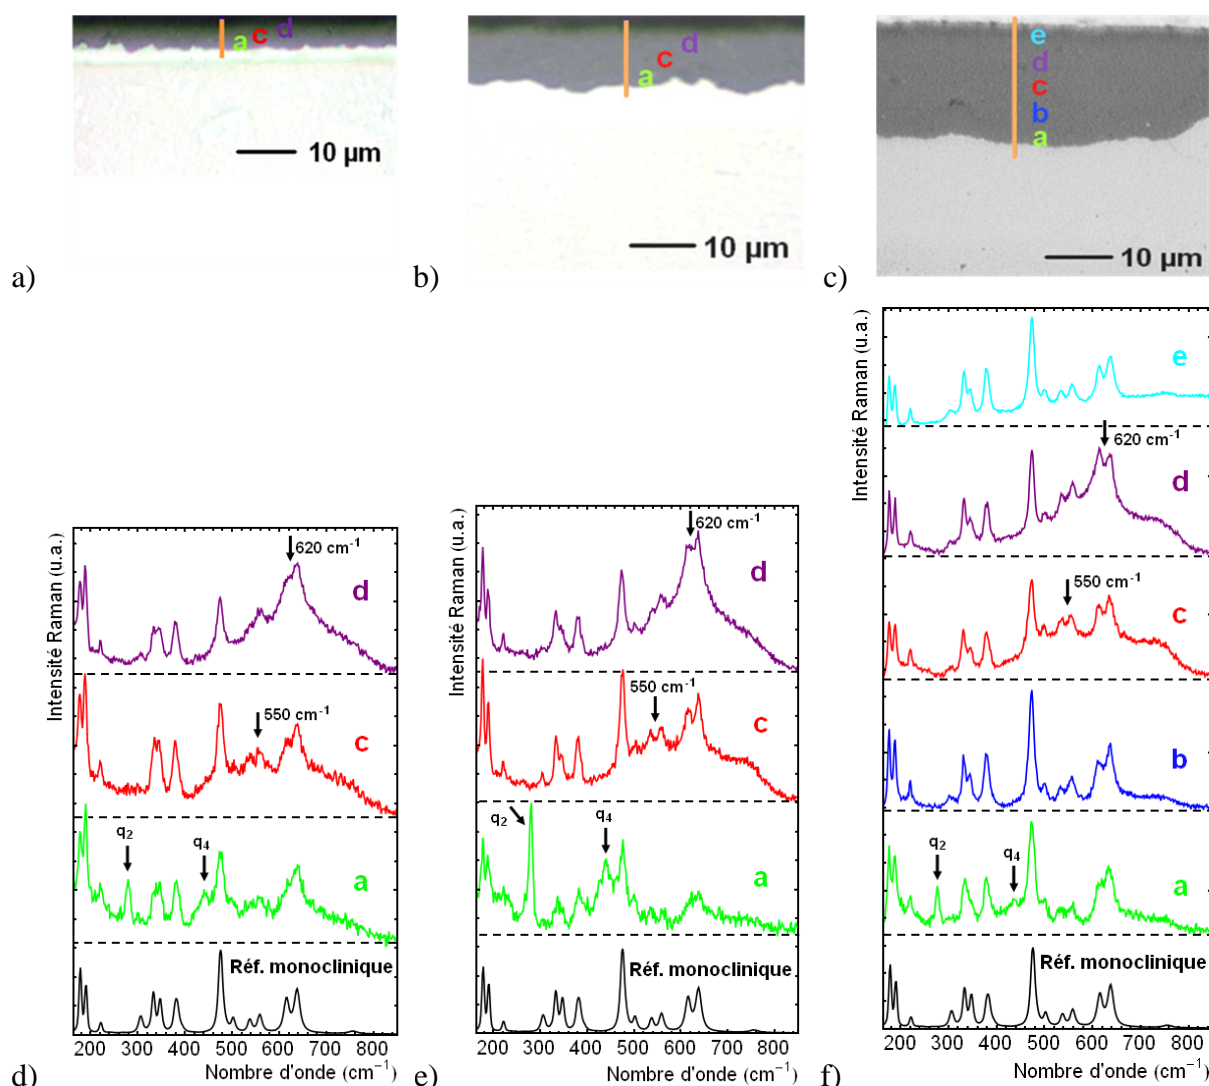 a c d
10 µm
a)
d
c
a
10 µm
b)
e
d
c
b
a
10 µm
c)
Intensité Raman (u.a.)
620 cm⁻¹
d
550 cm⁻¹
c
q₂
q₄
a
Réf. monoclinique
200 300 400 500 600 700 800
Nombre d'onde (cm⁻¹)
d)
Intensité Raman (u.a.)
620 cm⁻¹
d
550 cm⁻¹
c
q₂
q₄
a
Réf. monoclinique
200 300 400 500 600 700 800
Nombre d'onde (cm⁻¹)
e)
Intensité Raman (u.a.)
e
620 cm⁻¹
d
550 cm⁻¹
c
b
q₂
q₄
a
Réf. monoclinique
200 300 400 500 600 700 800
Nombre d'onde (cm⁻¹)
f)